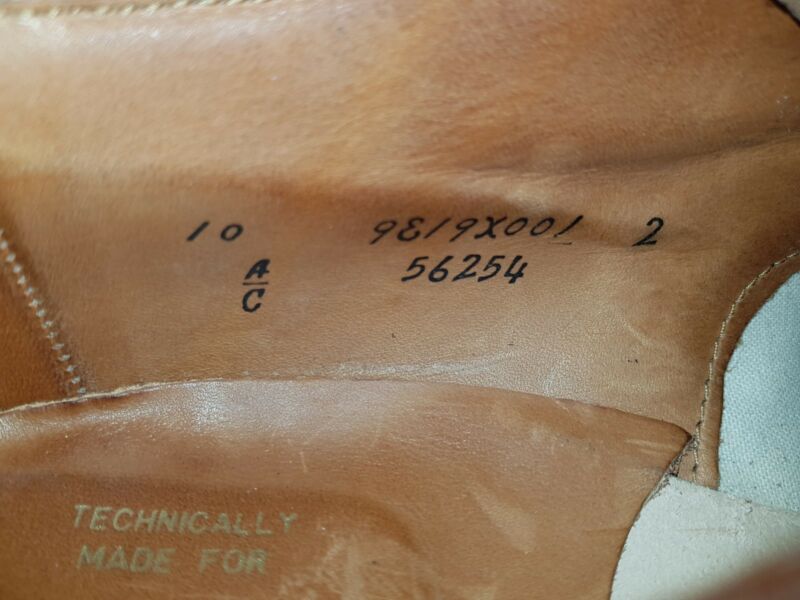 10 9E19X001 2
A 56254
C
TECHNICALLY
MADE FOR